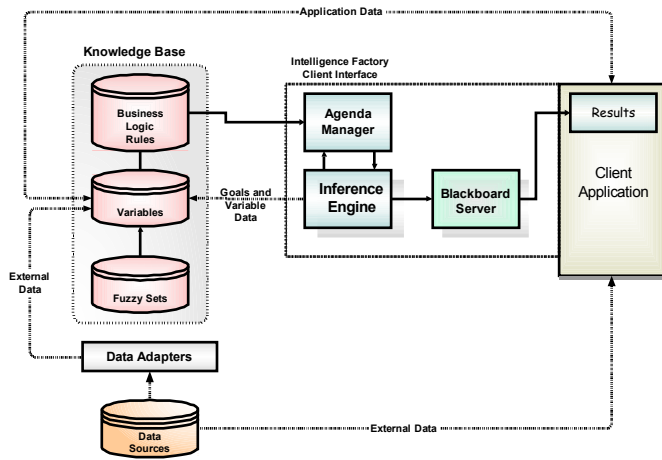 Application Data
Knowledge Base
Intelligence Factory
Client Interface
Business
Logic
Rules
Agenda
Manager
Results
Client
Application
Variables
Goals and
Variable
Data
Inference
Engine
Blackboard
Server
External
Data
Fuzzy Sets
Data Adapters
Data
Sources
External Data